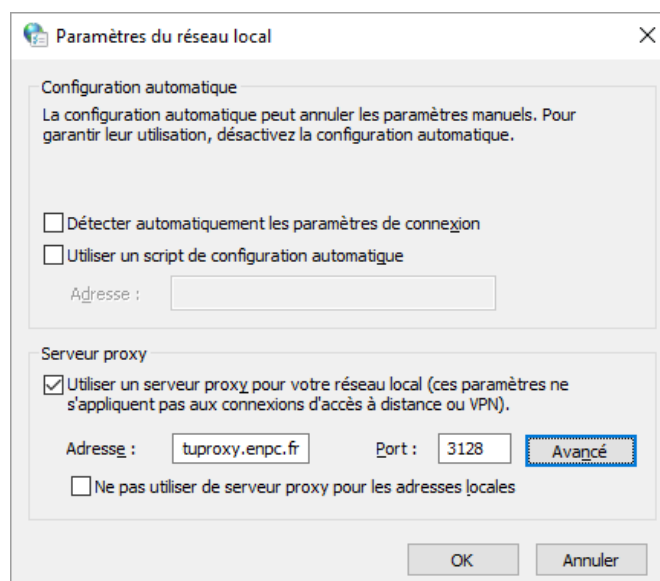 Paramètres du réseau local
Configuration automatique
La configuration automatique peut annuler les paramètres manuels. Pour
garantir leur utilisation, désactivez la configuration automatique.
Détecter automatiquement les paramètres de connexion
Utiliser un script de configuration automatique
Adresse :
Serveur proxy
Utiliser un serveur proxy pour votre réseau local (ces paramètres ne
s'appliquent pas aux connexions d'accès à distance ou VPN).
Adresse : tuproxy.enpc.fr Port : 3128 Avancé
Ne pas utiliser de serveur proxy pour les adresses locales
OK Annuler